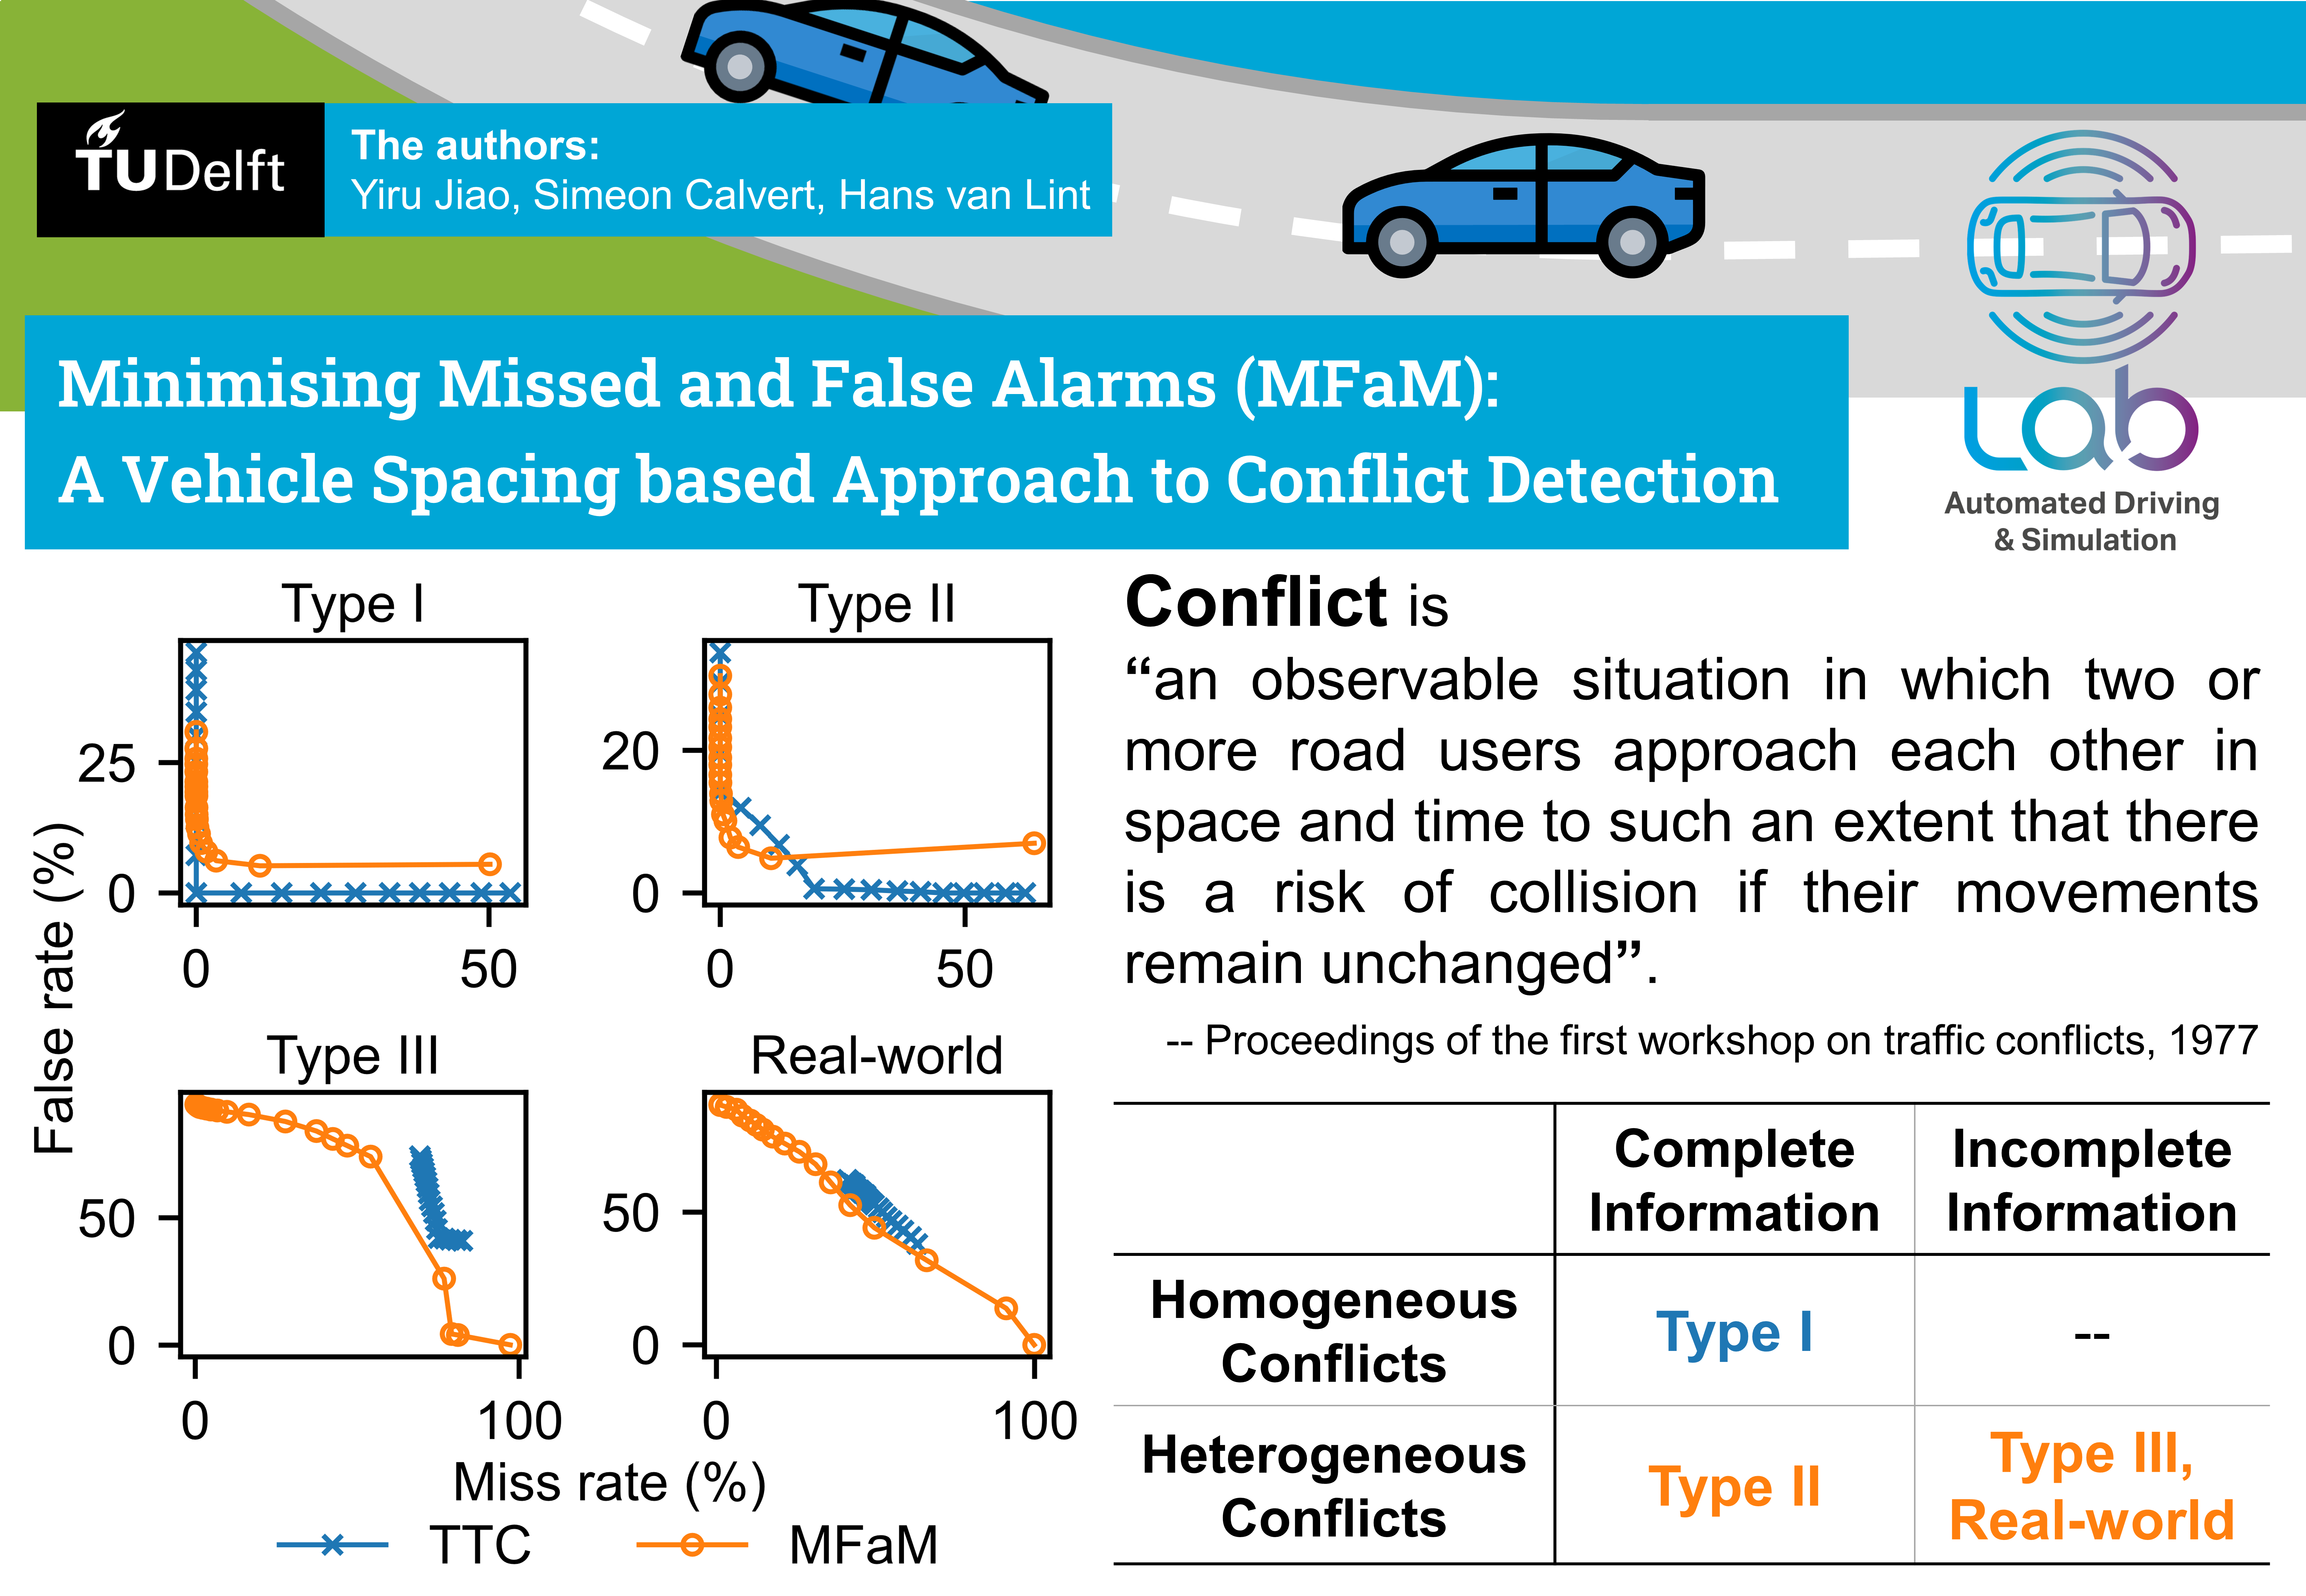 TUDelft
The authors:
Yiru Jiao, Simeon Calvert, Hans van Lint
Minimising Missed and False Alarms (MFaM):
A Vehicle Spacing based Approach to Conflict Detection
Lab
Automated Driving
& Simulation
Type I
25
0
0
50
Type II
20
0
0
50
False rate (%)
Type III
50
0
0
100
Real-world
50
0
0
100
Miss rate (%)
TTC
MFaM
Conflict is
“an observable situation in which two or
more road users approach each other in
space and time to such an extent that there
is a risk of collision if their movements
remain unchanged”.
-- Proceedings of the first workshop on traffic conflicts, 1977
Complete
Information
Incomplete
Information
Homogeneous
Conflicts
Type I
--
Heterogeneous
Conflicts
Type II
Type III,
Real-world